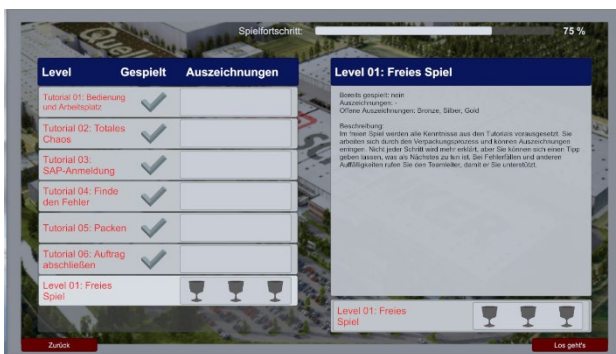 Spielfortschritt: 75 %
Level Gespielt Auszeichnungen
Tutorial 01: Bedienung
und Arbeitsplatz
Tutorial 02: Totales
Chaos
Tutorial 03:
SAP-Anmeldung
Tutorial 04: Finde
den Fehler
Tutorial 05: Packen
Tutorial 06: Auftrag
abschließen
Level 01: Freies
Spiel
Zurück
Level 01: Freies Spiel
Bereits gespielt: nein
Auszeichnungen: -
Offene Auszeichnungen: Bronze, Silber, Gold
Beschreibung:
Im freien Spiel werden alle Kenntnisse aus den Tutorials vorausgesetzt. Sie
arbeiten sich durch den Verpackungsprozess und können Auszeichnungen
erringen. Nicht jeder Schritt wird mehr erklärt, aber Sie können sich einen Tipp
geben lassen, was als Nächstes zu tun ist. Bei Fehlerfällen und anderen
Auffälligkeiten rufen Sie den Teamleiter, damit er Sie unterstützt.
Level 01: Freies
Spiel
Los geht's